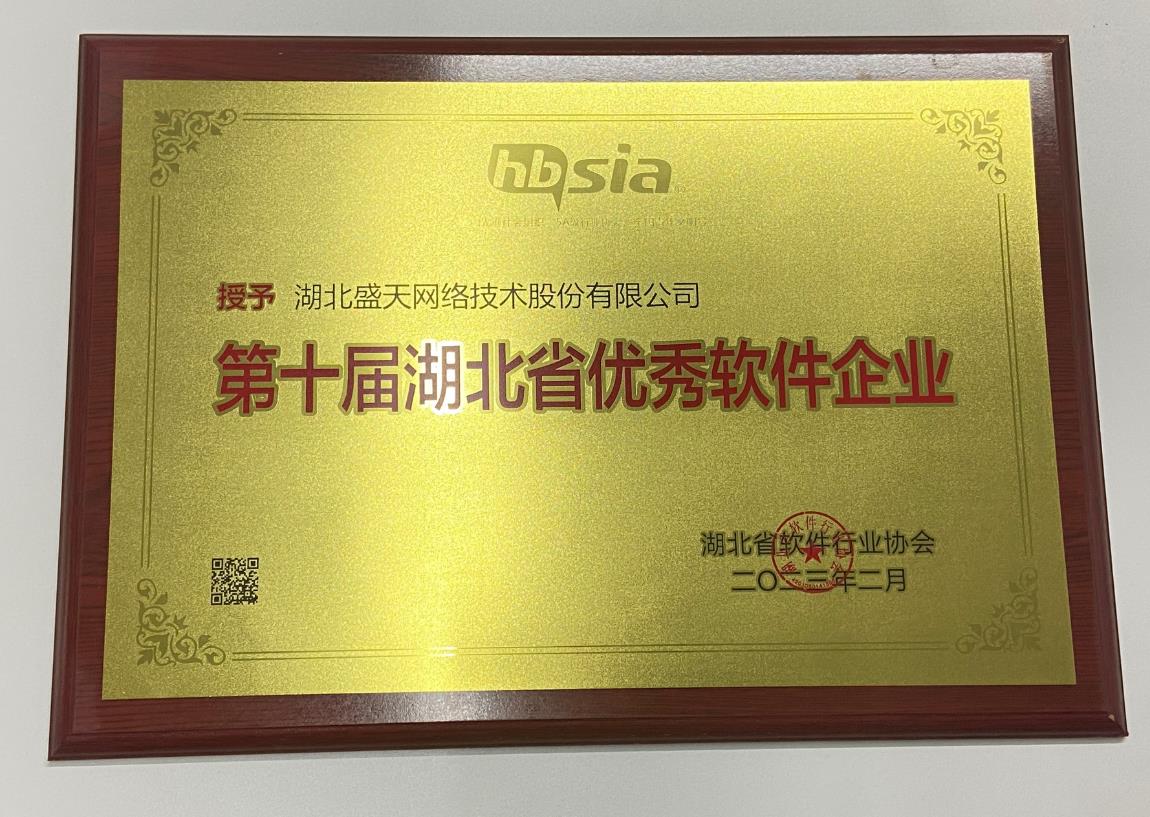 hbsia
授予 湖北盛天网络技术股份有限公司
第十届湖北省优秀软件企业
湖北省软件行业协会
二〇二三年二月